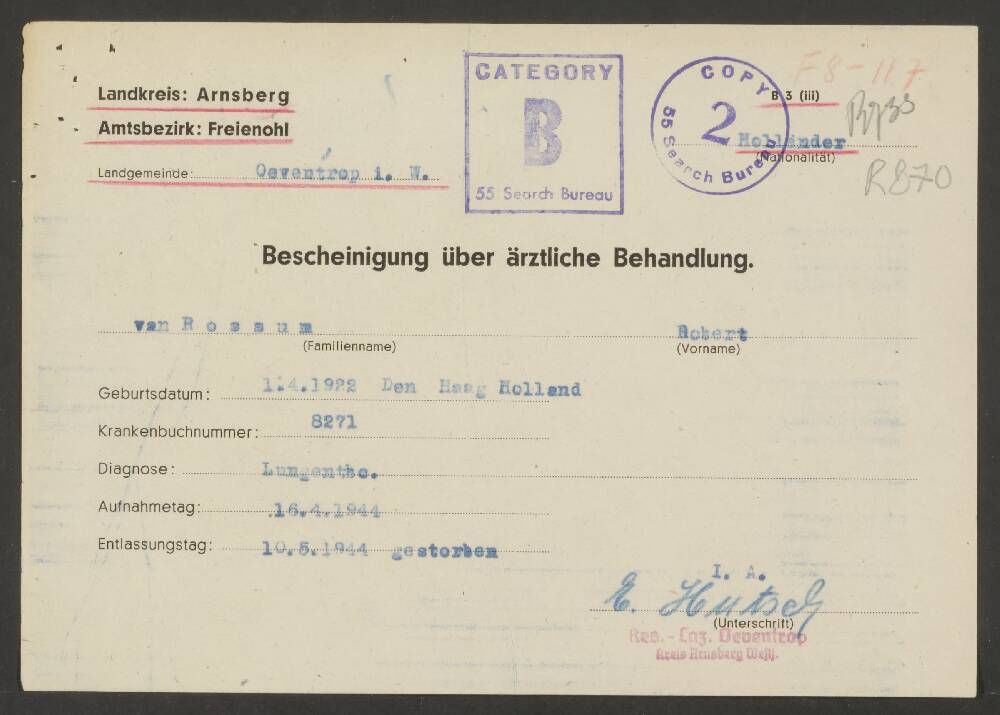 Landkreis: Arnsberg
Amtsbezirk: Freienohl
Landgemeinde: Oeventrop i. W.
CATEGORY
B
55 Search Bureau
COPY
2
55 Search Bureau
F8-117
B 3 (iii)
Holländer
(Nationalität)
R870
Bescheinigung über ärztliche Behandlung.
van Rossum Robert
(Familienname) (Vorname)
Geburtsdatum: 1.4.1922 Den Haag Holland
Krankenbuchnummer: 8271
Diagnose: Lungentbc.
Aufnahmetag: 16.4.1944
Entlassungstag: 10.5.1944 gestorben
I. A.
E. Hutsch
(Unterschrift)
Res.-Laz. Oeventrop
Kreis Arnsberg Westf.